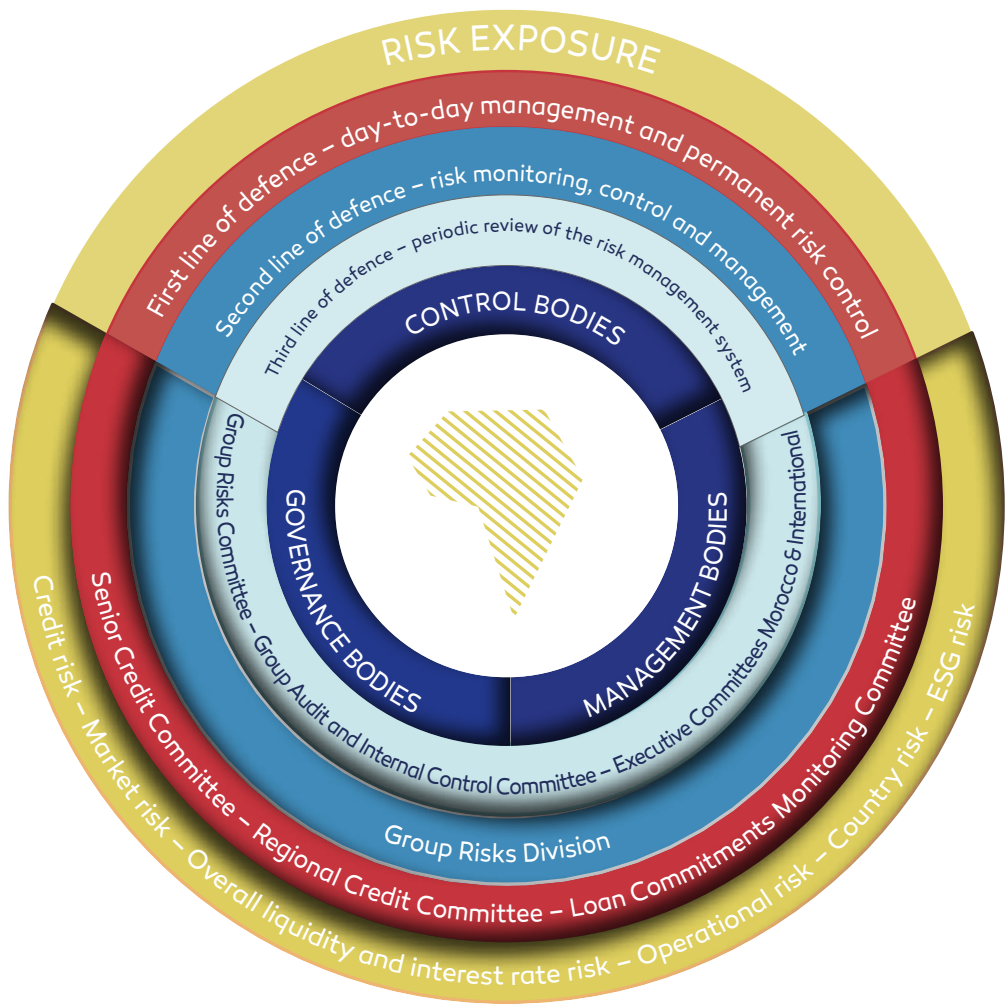 RISK EXPOSURE
First line of defence – day-to-day management and permanent risk control
Second line of defence – risk monitoring, control and management
Third line of defence – periodic review of the risk management system
CONTROL BODIES
GOVERNANCE BODIES
MANAGEMENT BODIES
Group Risks Committee – Group Audit and Internal Control Committee – Executive Committees Morocco & International
Group Risks Division
Senior Credit Committee – Regional Credit Committee – Loan Commitments Monitoring Committee
Credit risk – Market risk – Overall liquidity and interest rate risk – Operational risk – Country risk – ESG risk